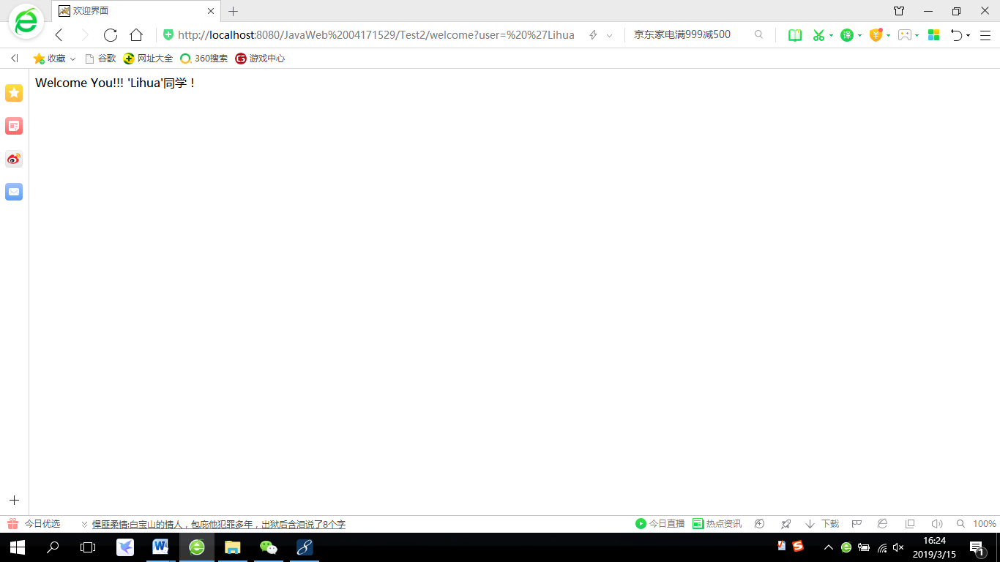 欢迎界面
http://localhost:8080/JavaWeb%2004171529/Test2/welcome?user=%20%27Lihua
京东家电满999减500
译
收藏 谷歌 网址大全 360搜索 游戏中心
Welcome You!!! 'Lihua'同学！
今日优选 悍匪柔情:白宝山的情人，包庇他犯罪多年，出狱后含泪说了8个字
今日直播 热点资讯 下载 100%
16:24
2019/3/15
1